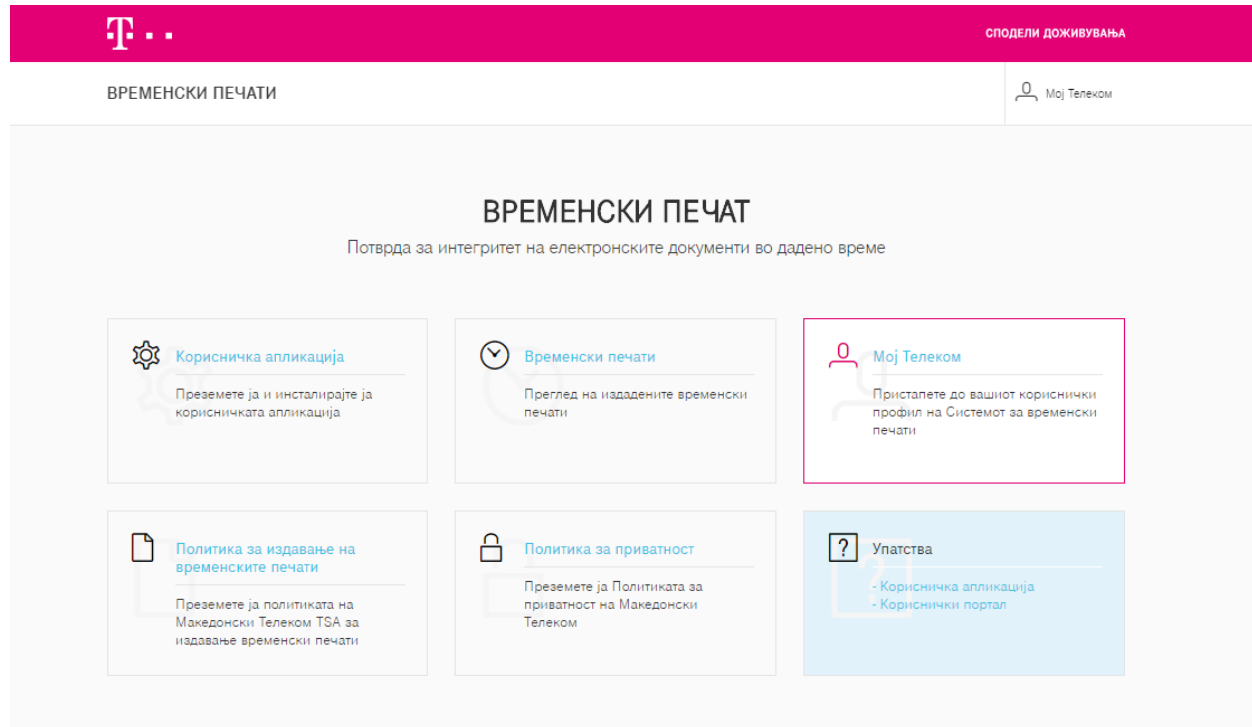 T
СПОДЕЛИ ДОЖИВУВАЊА
ВРЕМЕНСКИ ПЕЧАТИ
Мој Телеком
ВРЕМЕНСКИ ПЕЧАТ
Потврда за интегритет на електронските документи во дадено време
Корисничка апликација
Преземете ја и инсталирајте ја
корисничката апликација
Временски печати
Преглед на издадените временски
печати
Мој Телеком
Пристапете до вашиот кориснички
профил на Системот за временски
печати
Политика за издавање на
временските печати
Преземете ја политиката на
Македонски Телеком TSA за
издавање временски печати
Политика за приватност
Преземете ја Политиката за
приватност на Македонски
Телеком
Упатства
- Корисничка апликација
- Кориснички портал